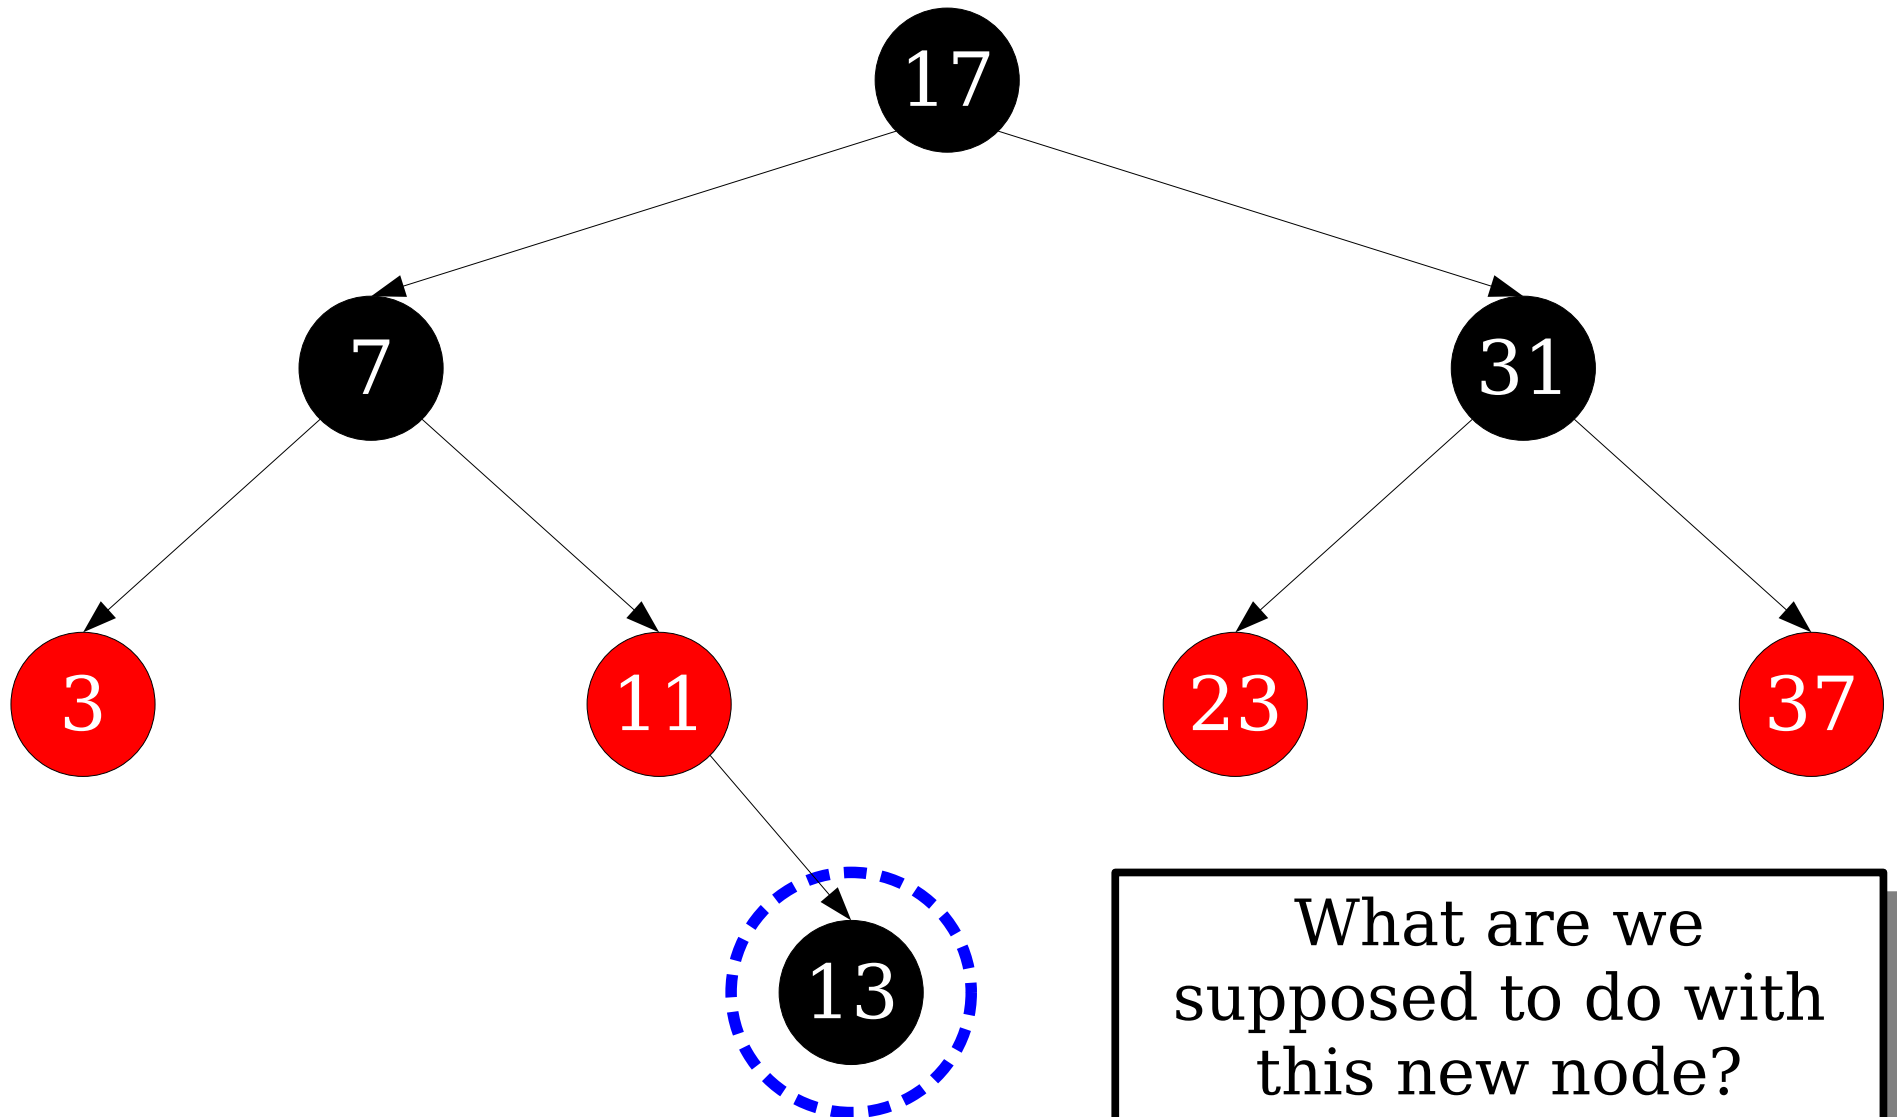 17
7
31
3
11
23
37
13
What are we
supposed to do with
this new node?